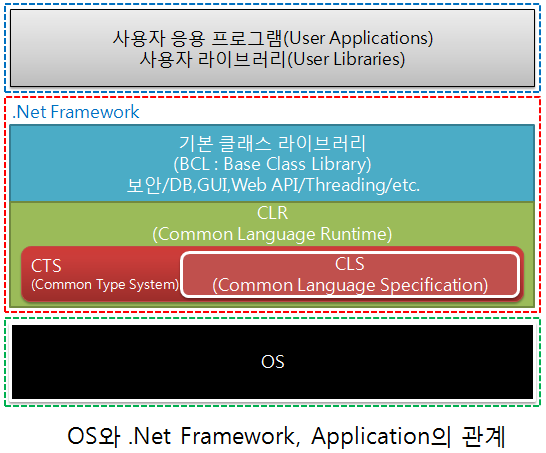 사용자 응용 프로그램(User Applications)
사용자 라이브러리(User Libraries)
.Net Framework
기본 클래스 라이브러리
(BCL : Base Class Library)
보안/DB,GUI,Web API/Threading/etc.
CLR
(Common Language Runtime)
CTS
(Common Type System)
CLS
(Common Language Specification)
OS
OS와 .Net Framework, Application의 관계